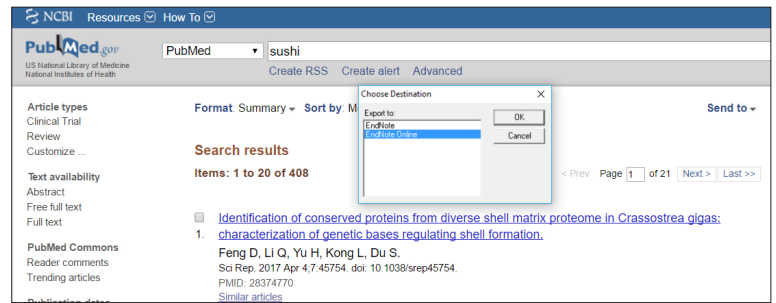 NCBI Resources How To
PubMed.gov
US National Library of Medicine
National Institutes of Health
PubMed sushi
Create RSS Create alert Advanced
Article types
Clinical Trial
Review
Customize ...
Text availability
Abstract
Free full text
Full text
PubMed Commons
Reader comments
Trending articles
Publication dates
Format: Summary Sort by: M
Send to
Choose Destination
Export to:
EndNote
EndNote Online
OK
Cancel
Search results
Items: 1 to 20 of 408
< Prev Page 1 of 21 Next > Last >>
Identification of conserved proteins from diverse shell matrix proteome in Crassostrea gigas:
1. characterization of genetic bases regulating shell formation.
Feng D, Li Q, Yu H, Kong L, Du S.
Sci Rep. 2017 Apr 4;7:45754. doi: 10.1038/srep45754.
PMID: 28374770
Similar articles